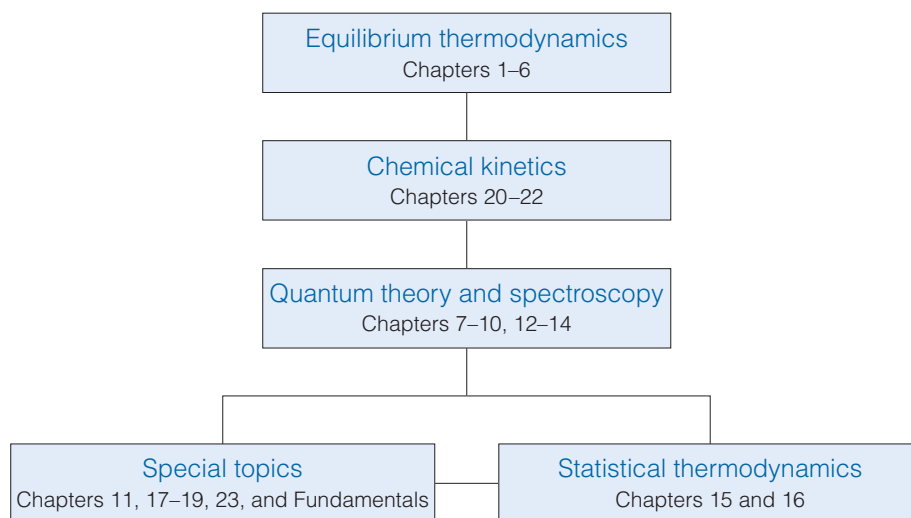 Equilibrium thermodynamics
Chapters 1–6
Chemical kinetics
Chapters 20–22
Quantum theory and spectroscopy
Chapters 7–10, 12–14
Special topics
Chapters 11, 17–19, 23, and Fundamentals
Statistical thermodynamics
Chapters 15 and 16